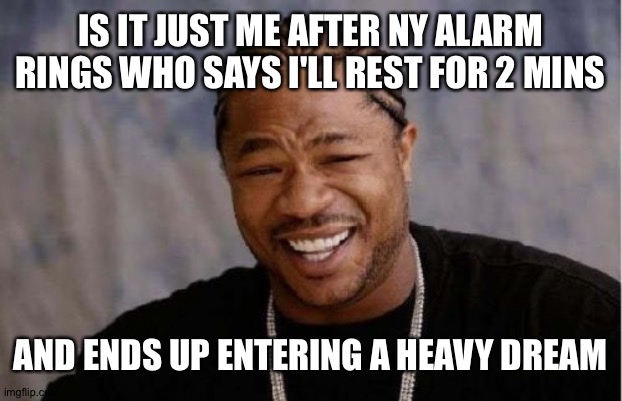 IS IT JUST ME AFTER NY ALARM
RINGS WHO SAYS I'LL REST FOR 2 MINS
AND ENDS UP ENTERING A HEAVY DREAM
imgflip.c